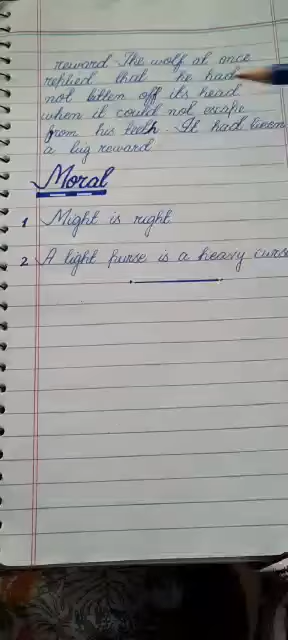 reward. The wolf at once
replied that he had
not bitten off its head
when it could not escape
from his teeth. It had been
a big reward
Moral
1 Might is right
2 A light purse is a heavy curse